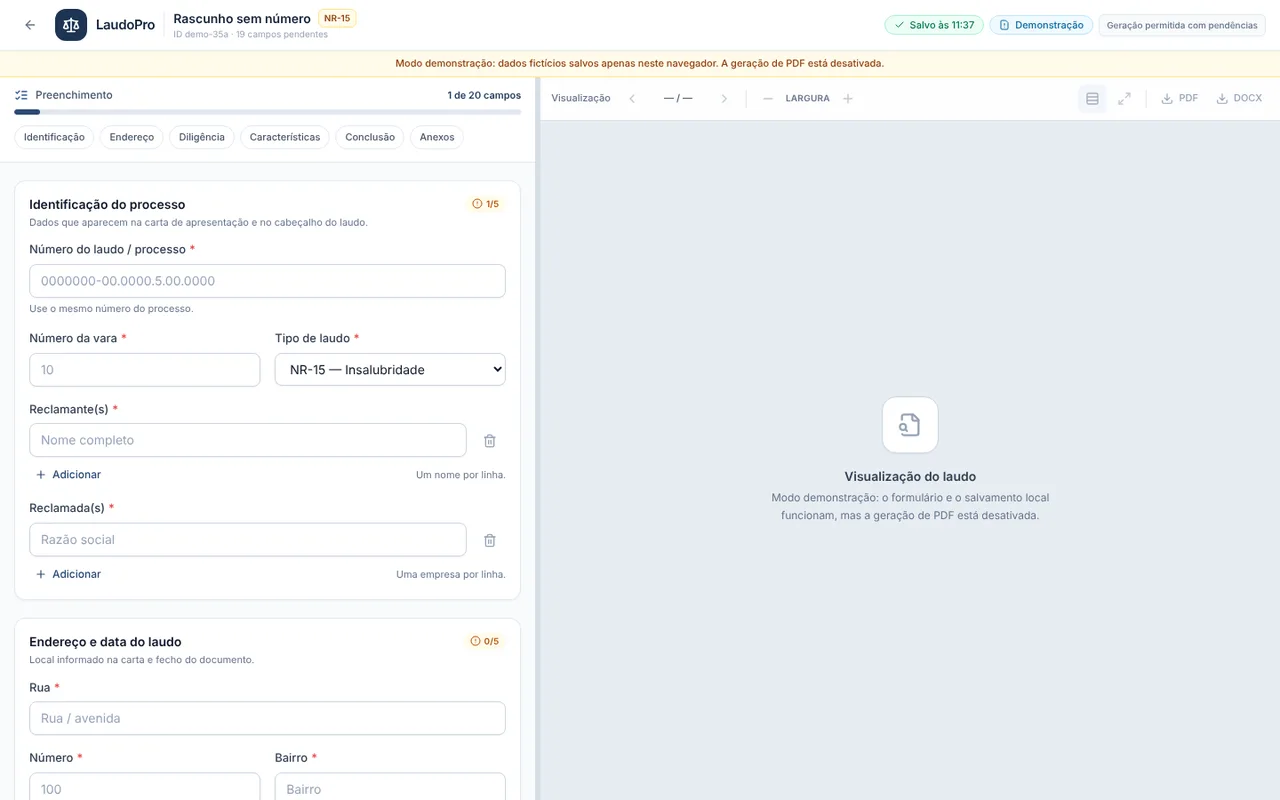 LaudoPro
Rascunho sem número NR-15
ID demo-35a · 19 campos pendentes
Salvo às 11:37
Demonstração
Geração permitida com pendências
Modo demonstração: dados fictícios salvos apenas neste navegador. A geração de PDF está desativada.
Preenchimento
1 de 20 campos
Identificação
Endereço
Diligência
Características
Conclusão
Anexos
Identificação do processo
1/5
Dados que aparecem na carta de apresentação e no cabeçalho do laudo.
Número do laudo / processo *
0000000-00.0000.5.00.0000
Use o mesmo número do processo.
Número da vara *
10
Tipo de laudo *
NR-15 — Insalubridade
Reclamante(s) *
Nome completo
+ Adicionar
Um nome por linha.
Reclamada(s) *
Razão social
+ Adicionar
Uma empresa por linha.
Endereço e data do laudo
0/5
Local informado na carta e fecho do documento.
Rua *
Rua / avenida
Número *
100
Bairro *
Bairro
Visualização
— / —
LARGURA
PDF
DOCX
Visualização do laudo
Modo demonstração: o formulário e o salvamento local
funcionam, mas a geração de PDF está desativada.